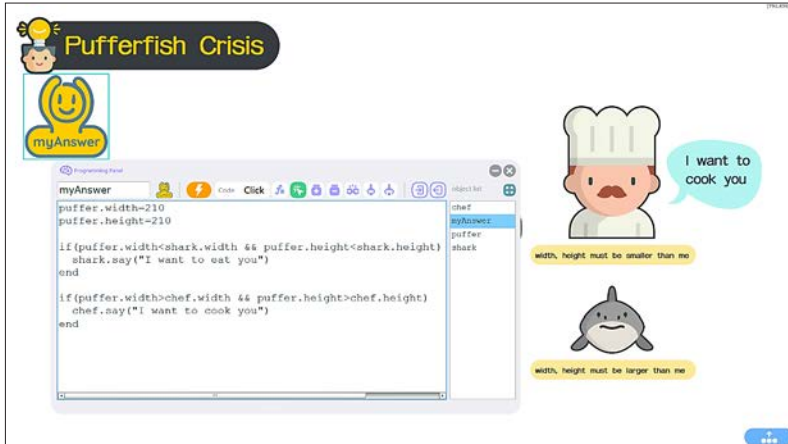 Pufferfish Crisis
myAnswer
Programming Panel
myAnswer
Code
Click
object list
puffer.width=210
puffer.height=210
if(puffer.width<shark.width && puffer.height<shark.height)
shark.say("I want to eat you")
end
if(puffer.width>chef.width && puffer.height>chef.height)
chef.say("I want to cook you")
end
chef
myAnswer
puffer
shark
I want to
cook you
width, height must be smaller than me
width, height must be larger than me